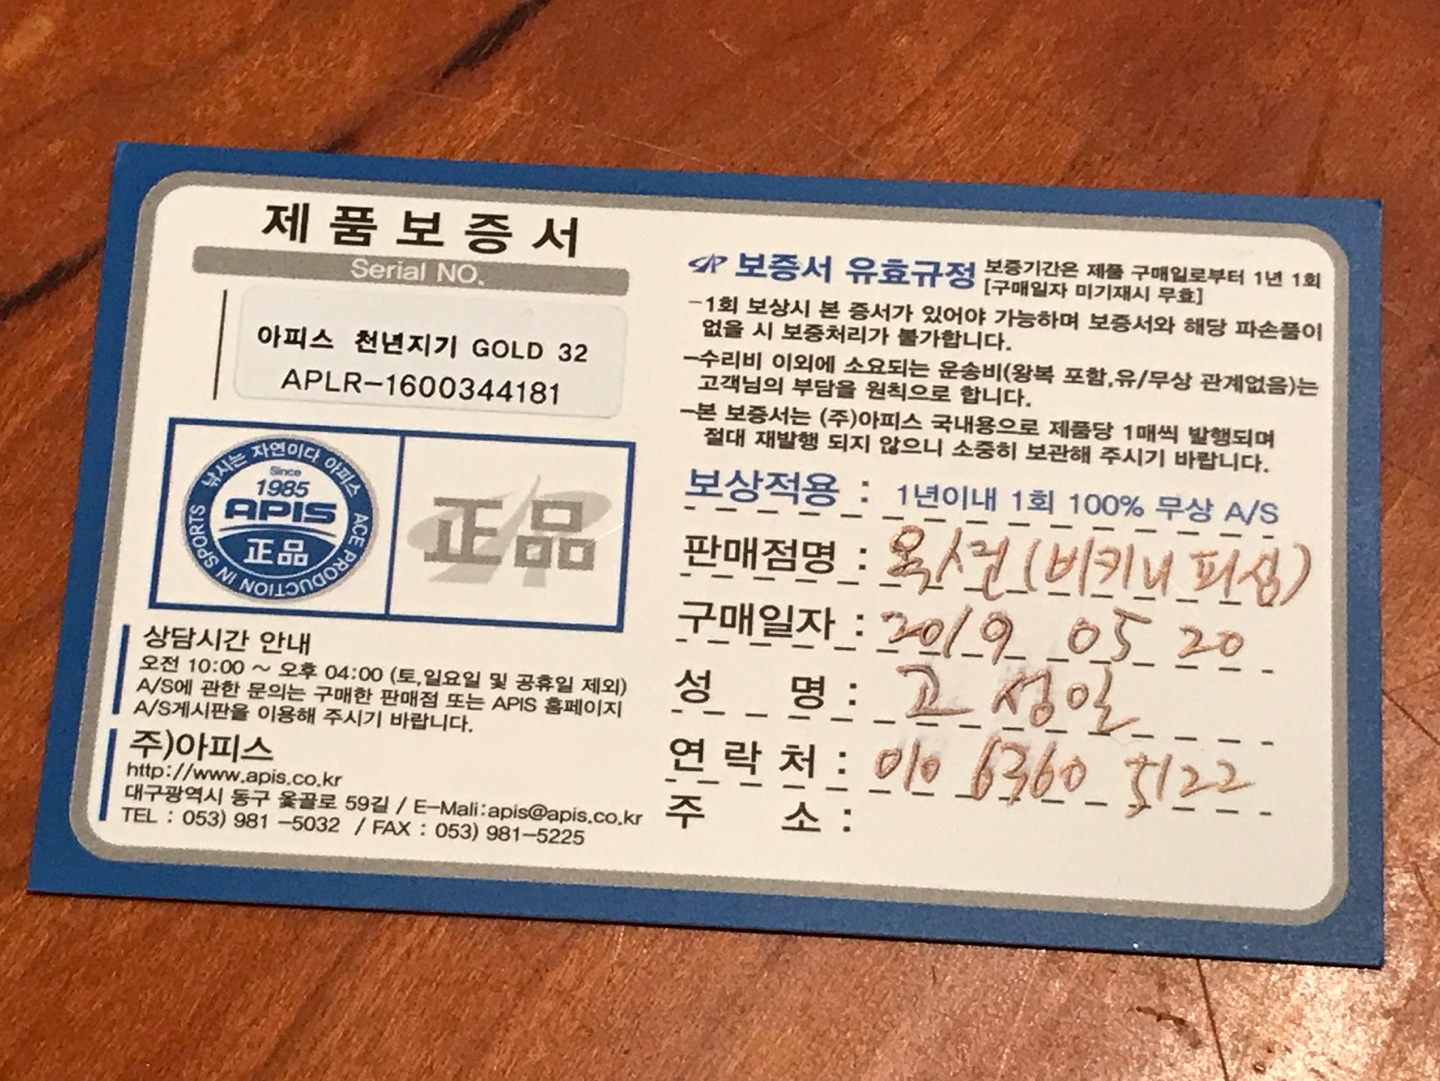 제품보증서
Serial NO.
아피스 천년지기 GOLD 32
APLR-1600344181
낚시는 자연이다 아피스
Since
1985
APIS
正品
ACE PRODUCTION IN SPORTS
正品
상담시간 안내
오전 10:00 ~ 오후 04:00 (토,일요일 및 공휴일 제외)
A/S에 관한 문의는 구매한 판매점 또는 APIS 홈페이지
A/S게시판을 이용해 주시기 바랍니다.
주)아피스
http://www.apis.co.kr
대구광역시 동구 옻골로 59길 / E-Mali:apis@apis.co.kr
TEL : 053) 981 -5032 / FAX : 053) 981-5225
보증서 유효규정 보증기간은 제품 구매일로부터 1년 1회
[구매일자 미기재시 무효]
-1회 보상시 본 증서가 있어야 가능하며 보증서와 해당 파손품이
없을 시 보증처리가 불가합니다.
-수리비 이외에 소요되는 운송비(왕복 포함,유/무상 관계없음)는
고객님의 부담을 원칙으로 합니다.
-본 보증서는 (주)아피스 국내용으로 제품당 1매씩 발행되며
절대 재발행 되지 않으니 소중히 보관해 주시기 바랍니다.
보상적용 : 1년이내 1회 100% 무상 A/S
판매점명 : 옥션 (비키니 피싱)
구매일자 : 2019 05 20
성 명 : 고성일
연락처 : 010 6360 5122
주 소 :